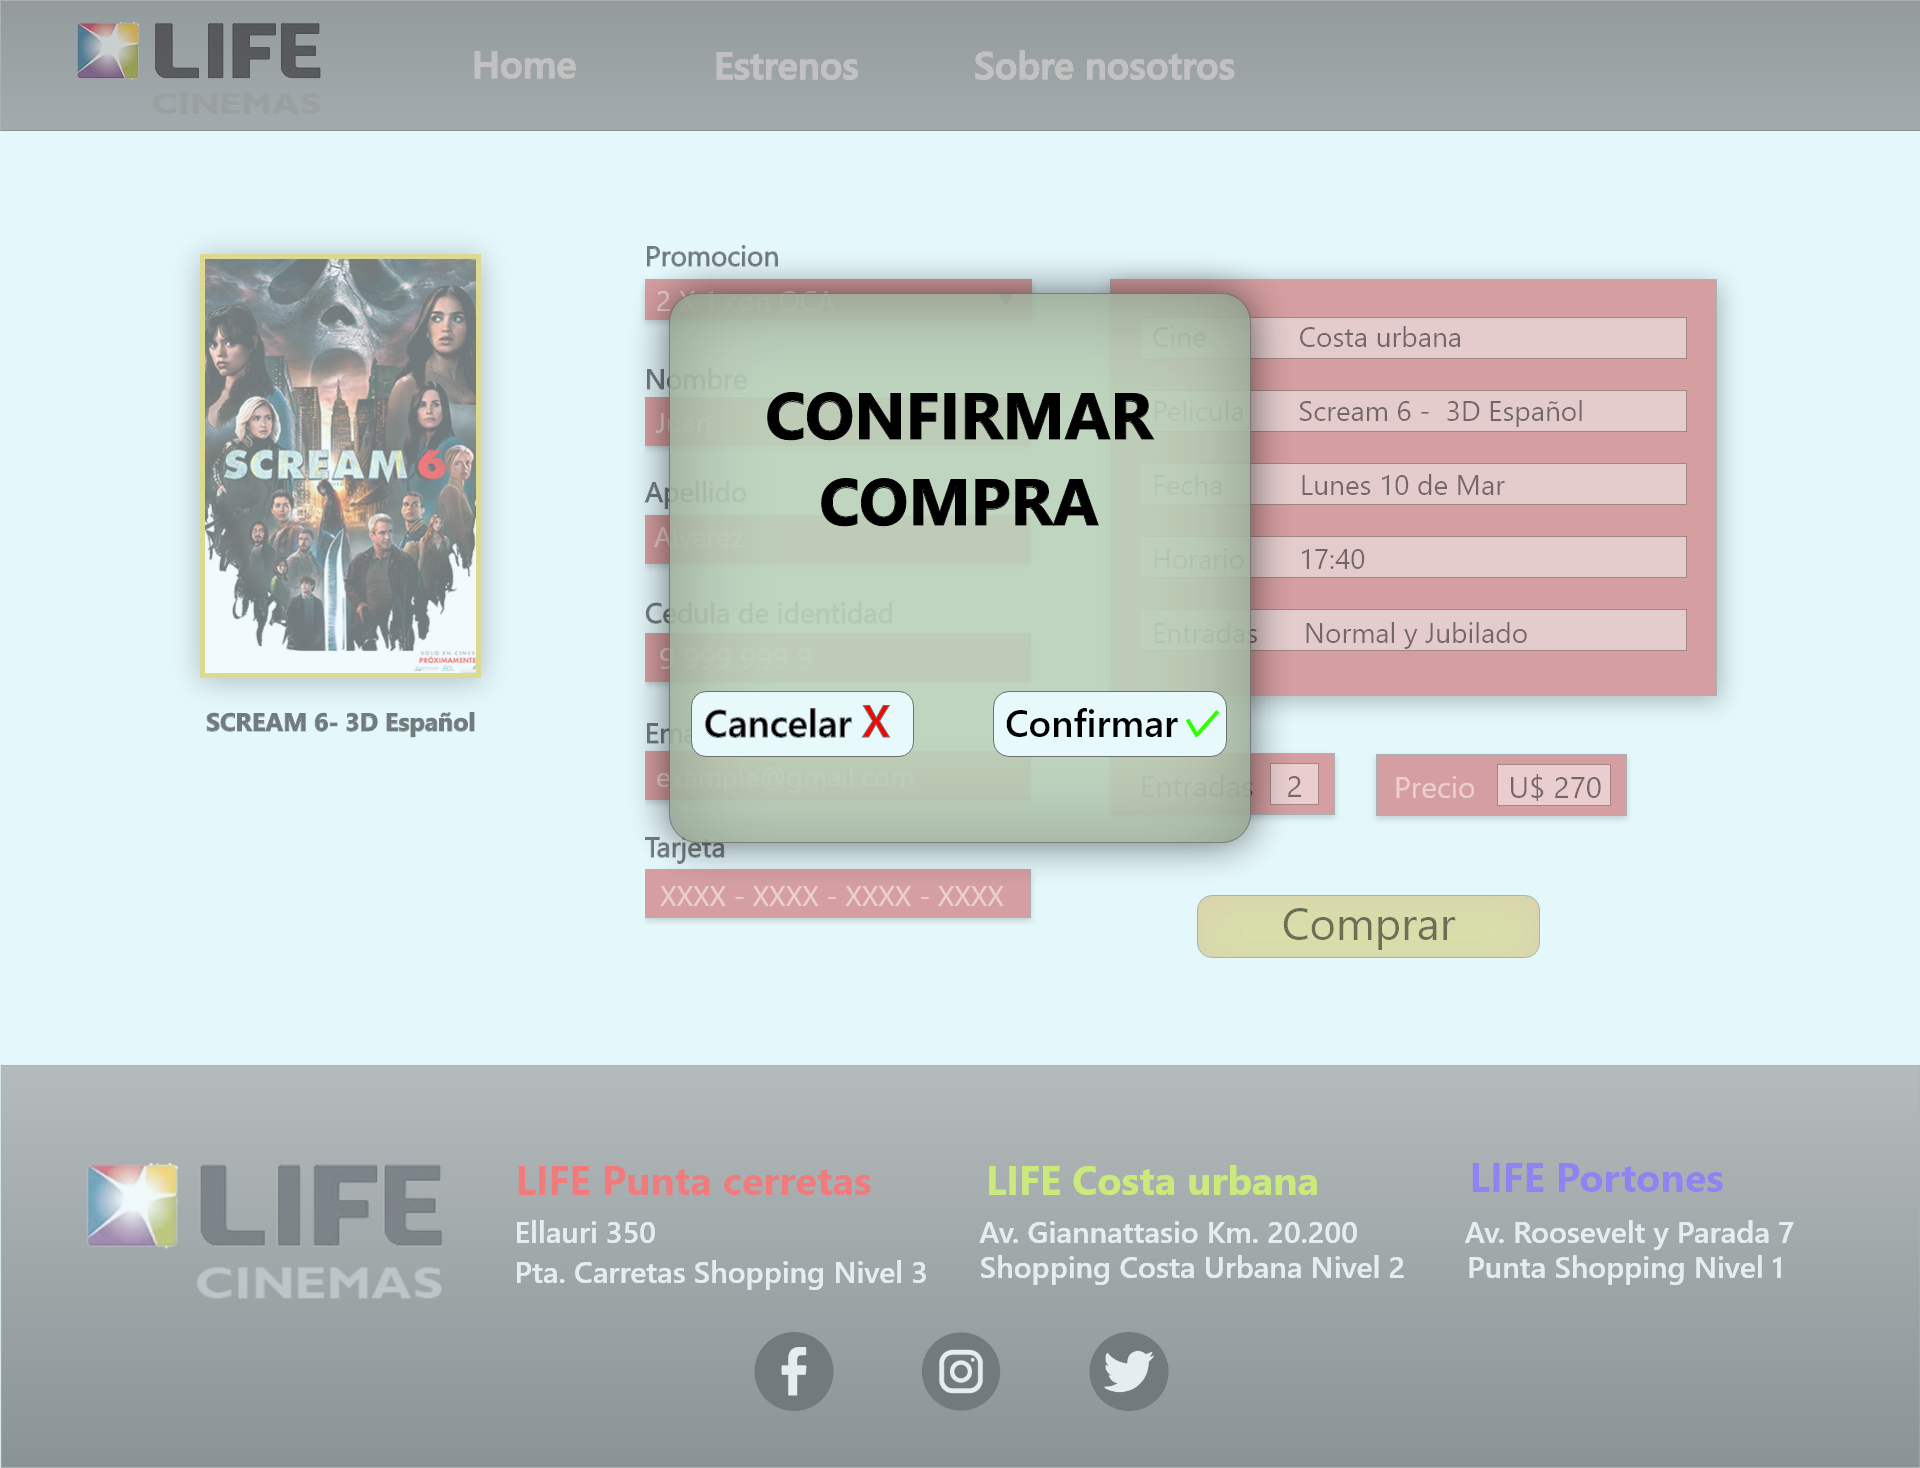 LIFE
CINEMAS
Home
Estrenos
Sobre nosotros
SCREAM 6
SOLO EN CINES
PRÓXIMAMENTE
SCREAM 6- 3D Español
Promocion
2 X 1 con OCA
Nombre
Juan
Apellido
Alvarez
Cedula de identidad
9 999 999 9
Ema
example@gmail.com
Tarjeta
XXXX - XXXX - XXXX - XXXX
CONFIRMAR
COMPRA
Cancelar X
Confirmar
Cine Costa urbana
Pelicula Scream 6 - 3D Español
Fecha Lunes 10 de Mar
Horario 17:40
Entradas Normal y Jubilado
Entradas 2
Precio U$ 270
Comprar
LIFE
CINEMAS
LIFE Punta cerretas
Ellauri 350
Pta. Carretas Shopping Nivel 3
LIFE Costa urbana
Av. Giannattasio Km. 20.200
Shopping Costa Urbana Nivel 2
LIFE Portones
Av. Roosevelt y Parada 7
Punta Shopping Nivel 1